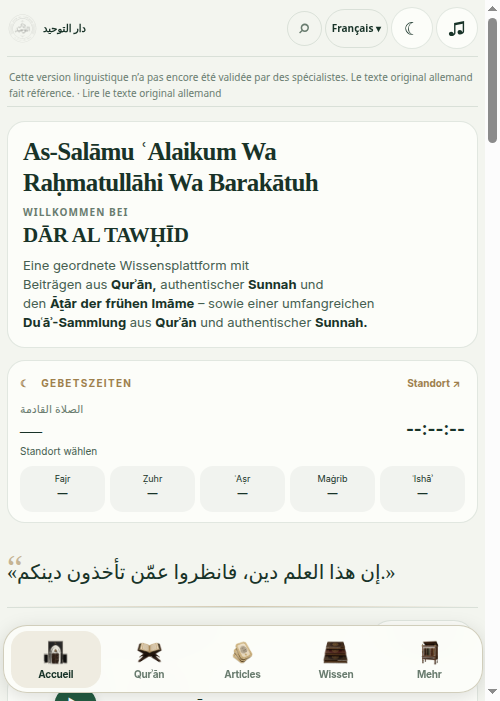 دار التوحيد
Français ▾
Cette version linguistique n'a pas encore été validée par des spécialistes. Le texte original allemand
fait référence. · Lire le texte original allemand
As-Salāmu ʿAlaikum Wa
Raḥmatullāhi Wa Barakātuh
WILLKOMMEN BEI
DĀR AL TAWḤĪD
Eine geordnete Wissensplattform mit
Beiträgen aus Qurʾān, authentischer Sunnah und
den Āṯār der frühen Imāme – sowie einer umfangreichen
Duʿāʾ-Sammlung aus Qurʾān und authentischer Sunnah.
☾ GEBETSZEITEN
Standort ↗
الصلاة القادمة
—
--:--:--
Standort wählen
Fajr
Ẓuhr
ʿAṣr
Maġrib
ʿIshāʾ
— — — — —
«إن هذا العلم دين، فانظروا عمّن تأخذون دينكم.»
Accueil
Qurʾān
Articles
Wissen
Mehr